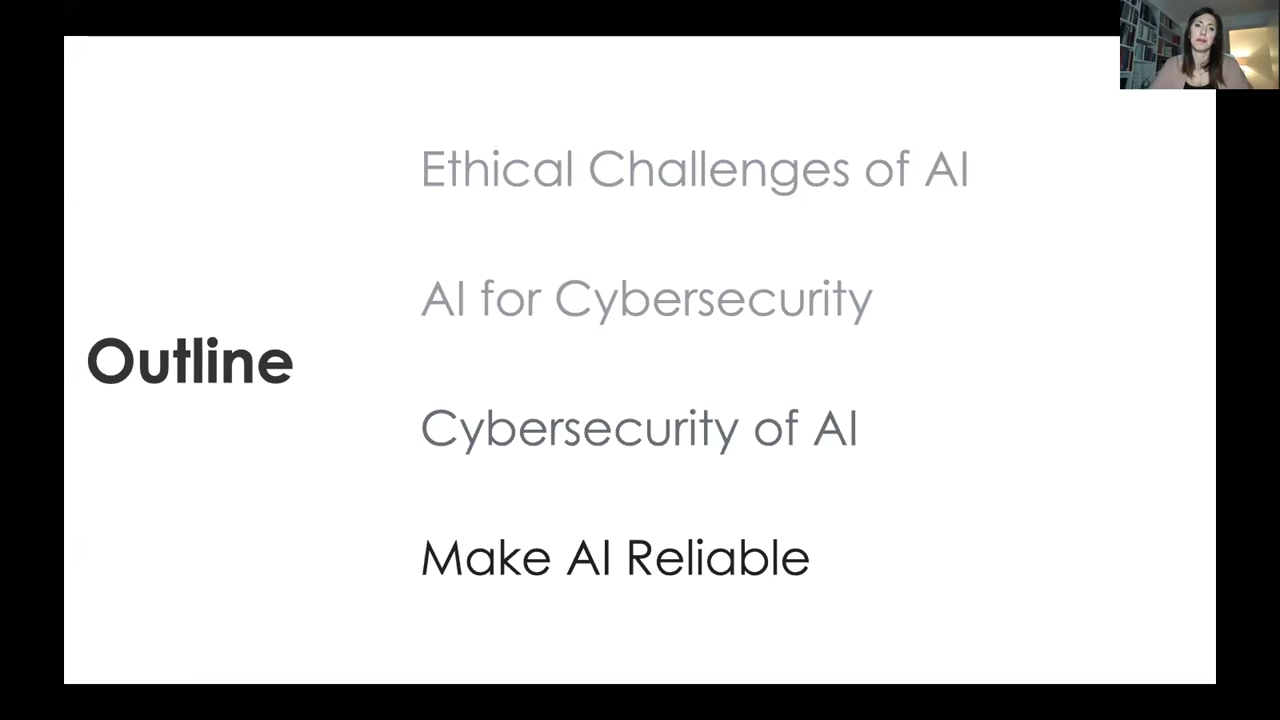 Outline
Ethical Challenges of AI
AI for Cybersecurity
Cybersecurity of AI
Make AI Reliable